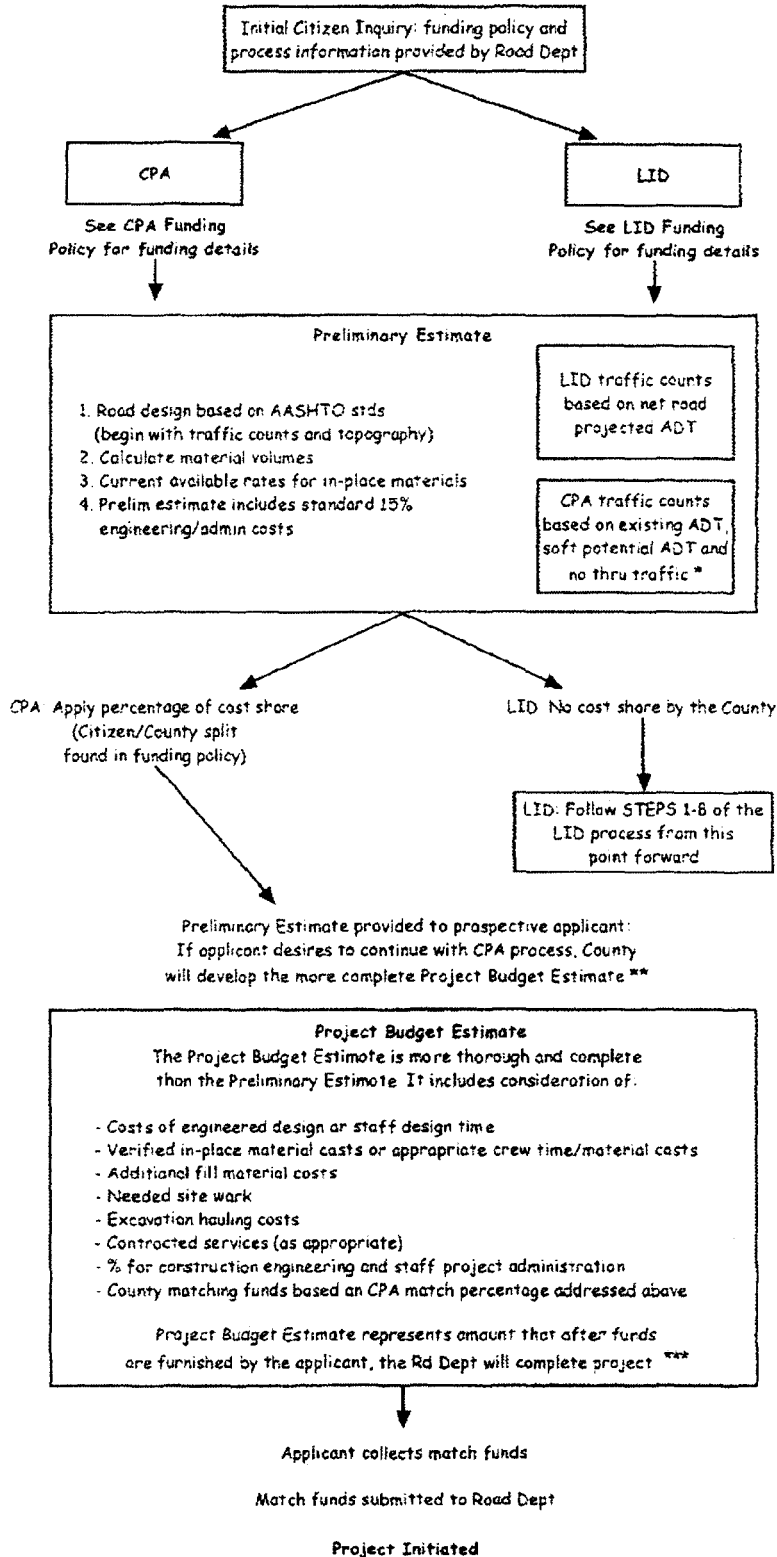 Initial Citizen Inquiry: funding policy and
process information provided by Road Dept
CPA
LID
See CPA Funding
Policy for funding details
See LID Funding
Policy for funding details
Preliminary Estimate
1. Road design based on AASHTO stds
(begin with traffic counts and topography)
2. Calculate material volumes
3. Current available rates for in-place materials
4. Prelim estimate includes standard 15%
engineering/admin costs
LID traffic counts
based on net road
projected ADT
CPA traffic counts
based on existing ADT,
soft potential ADT and
no thru traffic *
CPA: Apply percentage of cost share
(Citizen/County split
found in funding policy)
LID: No cost share by the County
LID: Follow STEPS 1-8 of the
LID process from this
point forward
Preliminary Estimate provided to prospective applicant:
If applicant desires to continue with CPA process, County
will develop the more complete Project Budget Estimate **
Project Budget Estimate
The Project Budget Estimate is more thorough and complete
than the Preliminary Estimate. It includes consideration of:
- Costs of engineered design or staff design time
- Verified in-place material costs or appropriate crew time/material costs
- Additional fill material costs
- Needed site work
- Excavation hauling costs
- Contracted services (as appropriate)
- % for construction engineering and staff project administration
- County matching funds based on CPA match percentage addressed above
Project Budget Estimate represents amount that after funds
are furnished by the applicant, the Rd Dept will complete project ***
Applicant collects match funds
Match funds submitted to Road Dept
Project Initiated